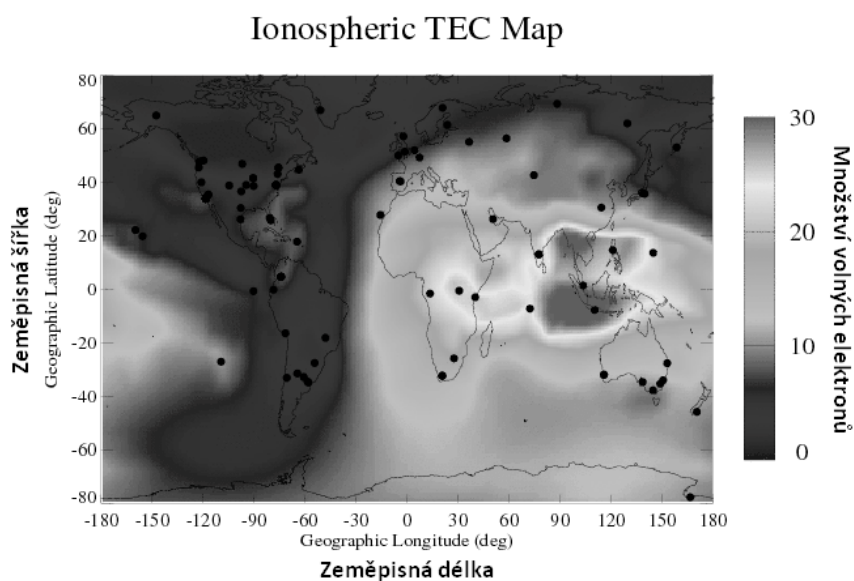 Ionospheric TEC Map
80
60
40
20
0
-20
-40
-60
-80
Zeměpisná šířka
Geographic Latitude (deg)
-180 -150 -120 -90 -60 -30 0 30 60 90 120 150 180
Geographic Longitude (deg)
Zeměpisná délka
30
20
10
0
Množství volných elektronů